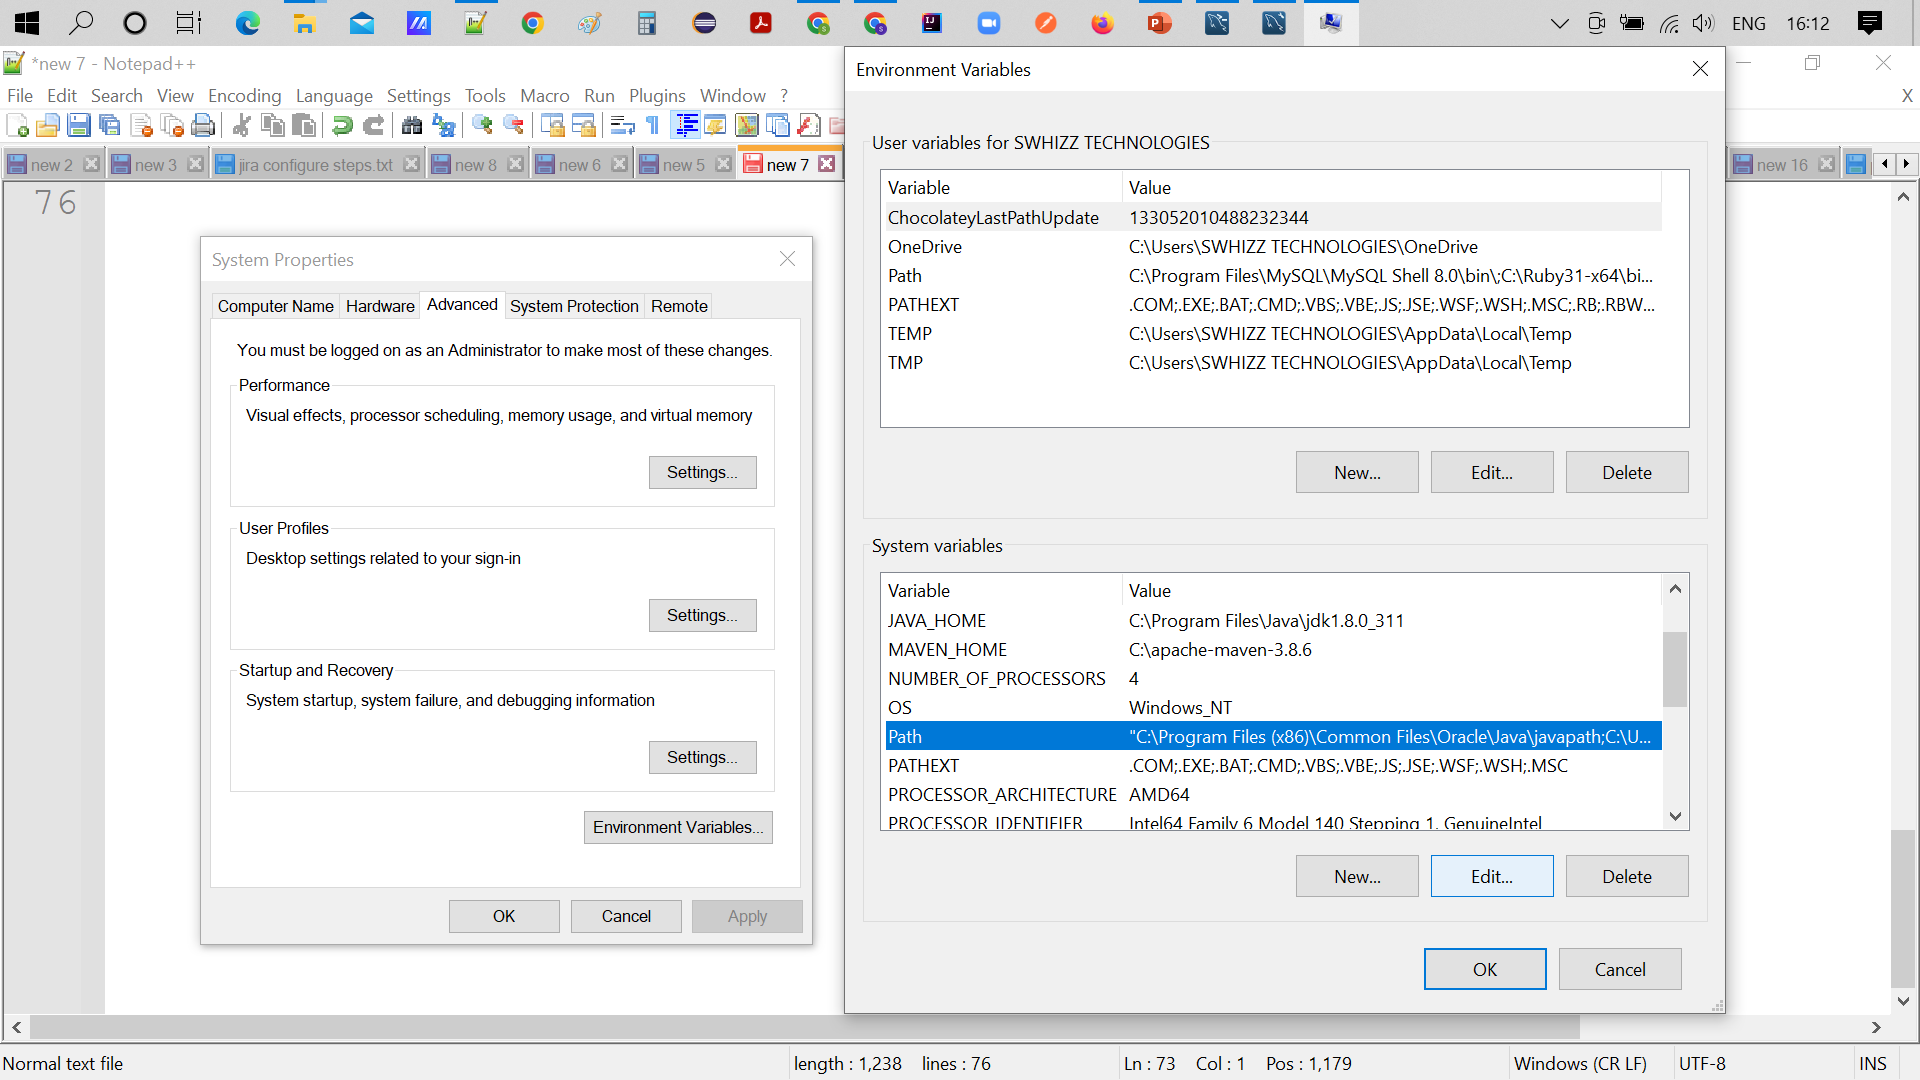 ENG 16:12
*new 7 - Notepad++
File Edit Search View Encoding Language Settings Tools Macro Run Plugins Window ?
X
new 2 new 3 jira configure steps.txt new 8 new 6 new 5 new 7 new 16
76
System Properties
Computer Name Hardware Advanced System Protection Remote
You must be logged on as an Administrator to make most of these changes.
Performance
Visual effects, processor scheduling, memory usage, and virtual memory
Settings...
User Profiles
Desktop settings related to your sign-in
Settings...
Startup and Recovery
System startup, system failure, and debugging information
Settings...
Environment Variables...
OK Cancel Apply
Environment Variables
User variables for SWHIZZ TECHNOLOGIES
Variable Value
ChocolateyLastPathUpdate 133052010488232344
OneDrive C:\Users\SWHIZZ TECHNOLOGIES\OneDrive
Path C:\Program Files\MySQL\MySQL Shell 8.0\bin\;C:\Ruby31-x64\bi...
PATHEXT .COM;.EXE;.BAT;.CMD;.VBS;.VBE;.JS;.JSE;.WSF;.WSH;.MSC;.RB;.RBW...
TEMP C:\Users\SWHIZZ TECHNOLOGIES\AppData\Local\Temp
TMP C:\Users\SWHIZZ TECHNOLOGIES\AppData\Local\Temp
New... Edit... Delete
System variables
Variable Value
JAVA_HOME C:\Program Files\Java\jdk1.8.0_311
MAVEN_HOME C:\apache-maven-3.8.6
NUMBER_OF_PROCESSORS 4
OS Windows_NT
Path "C:\Program Files (x86)\Common Files\Oracle\Java\javapath;C:\U...
PATHEXT .COM;.EXE;.BAT;.CMD;.VBS;.VBE;.JS;.JSE;.WSF;.WSH;.MSC
PROCESSOR_ARCHITECTURE AMD64
PROCESSOR_IDENTIFIER Intel64 Family 6 Model 140 Stepping 1, GenuineIntel
New... Edit... Delete
OK Cancel
Normal text file length : 1,238 lines : 76 Ln : 73 Col : 1 Pos : 1,179 Windows (CR LF) UTF-8 INS